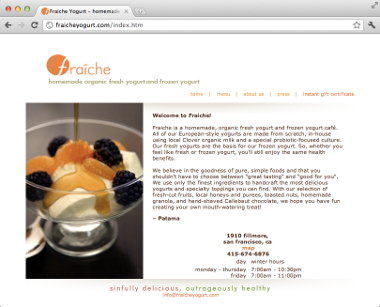 Fraiche Yogurt – homemade
fraicheyogurt.com/index.htm
fraiche
homemade organic fresh yogurt and frozen yogurt
home | menu | about us | press | instant gift certificate
Welcome to Fraiche!
Fraiche is a homemade, organic fresh yogurt and frozen yogurt café.
All of our European-style yogurts are made from scratch, in-house
using local Clover organic milk and a special probiotic-focused culture.
Our fresh yogurts are the basis for our frozen yogurt. So, whether you
feel like fresh or frozen yogurt, you'll still enjoy the same health
benefits.
We believe in the goodness of pure, simple foods and that you
shouldn't have to choose between "great tasting" and "good for you".
We use only the finest ingredients to handcraft the most delicious
yogurts and specialty toppings you can find. With our selection of
fresh-cut fruits, local honeys and purees, toasted nuts, homemade
granola, and hand-shaved Callebaut chocolate, we hope you have fun
creating your own mouth-watering treat!
~ Patama
1910 fillmore,
san francisco, ca
map
415-674-6876
day winter hours
monday - thursday 7:00am - 10:30pm
friday 7:00am - 11:00pm
sinfully delicious, outrageously healthy
info@fraicheyogurt.com